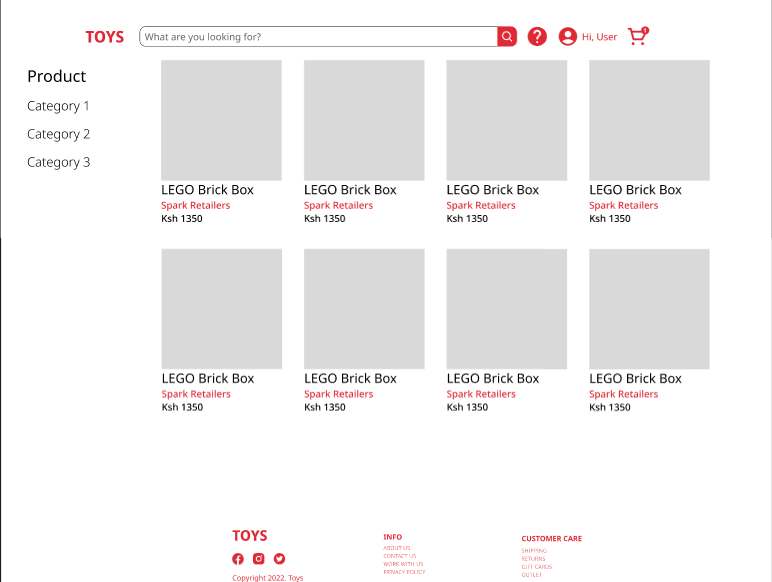 TOYS
What are you looking for?
?
Hi, User
1
Product
Category 1
Category 2
Category 3
LEGO Brick Box
Spark Retailers
Ksh 1350
LEGO Brick Box
Spark Retailers
Ksh 1350
LEGO Brick Box
Spark Retailers
Ksh 1350
LEGO Brick Box
Spark Retailers
Ksh 1350
LEGO Brick Box
Spark Retailers
Ksh 1350
LEGO Brick Box
Spark Retailers
Ksh 1350
LEGO Brick Box
Spark Retailers
Ksh 1350
LEGO Brick Box
Spark Retailers
Ksh 1350
TOYS
Copyright 2022. Toys
INFO
ABOUT US
CONTACT US
WORK WITH US
PRIVACY POLICY
CUSTOMER CARE
SHIPPING
RETURNS
GIFT CARDS
OUTLET